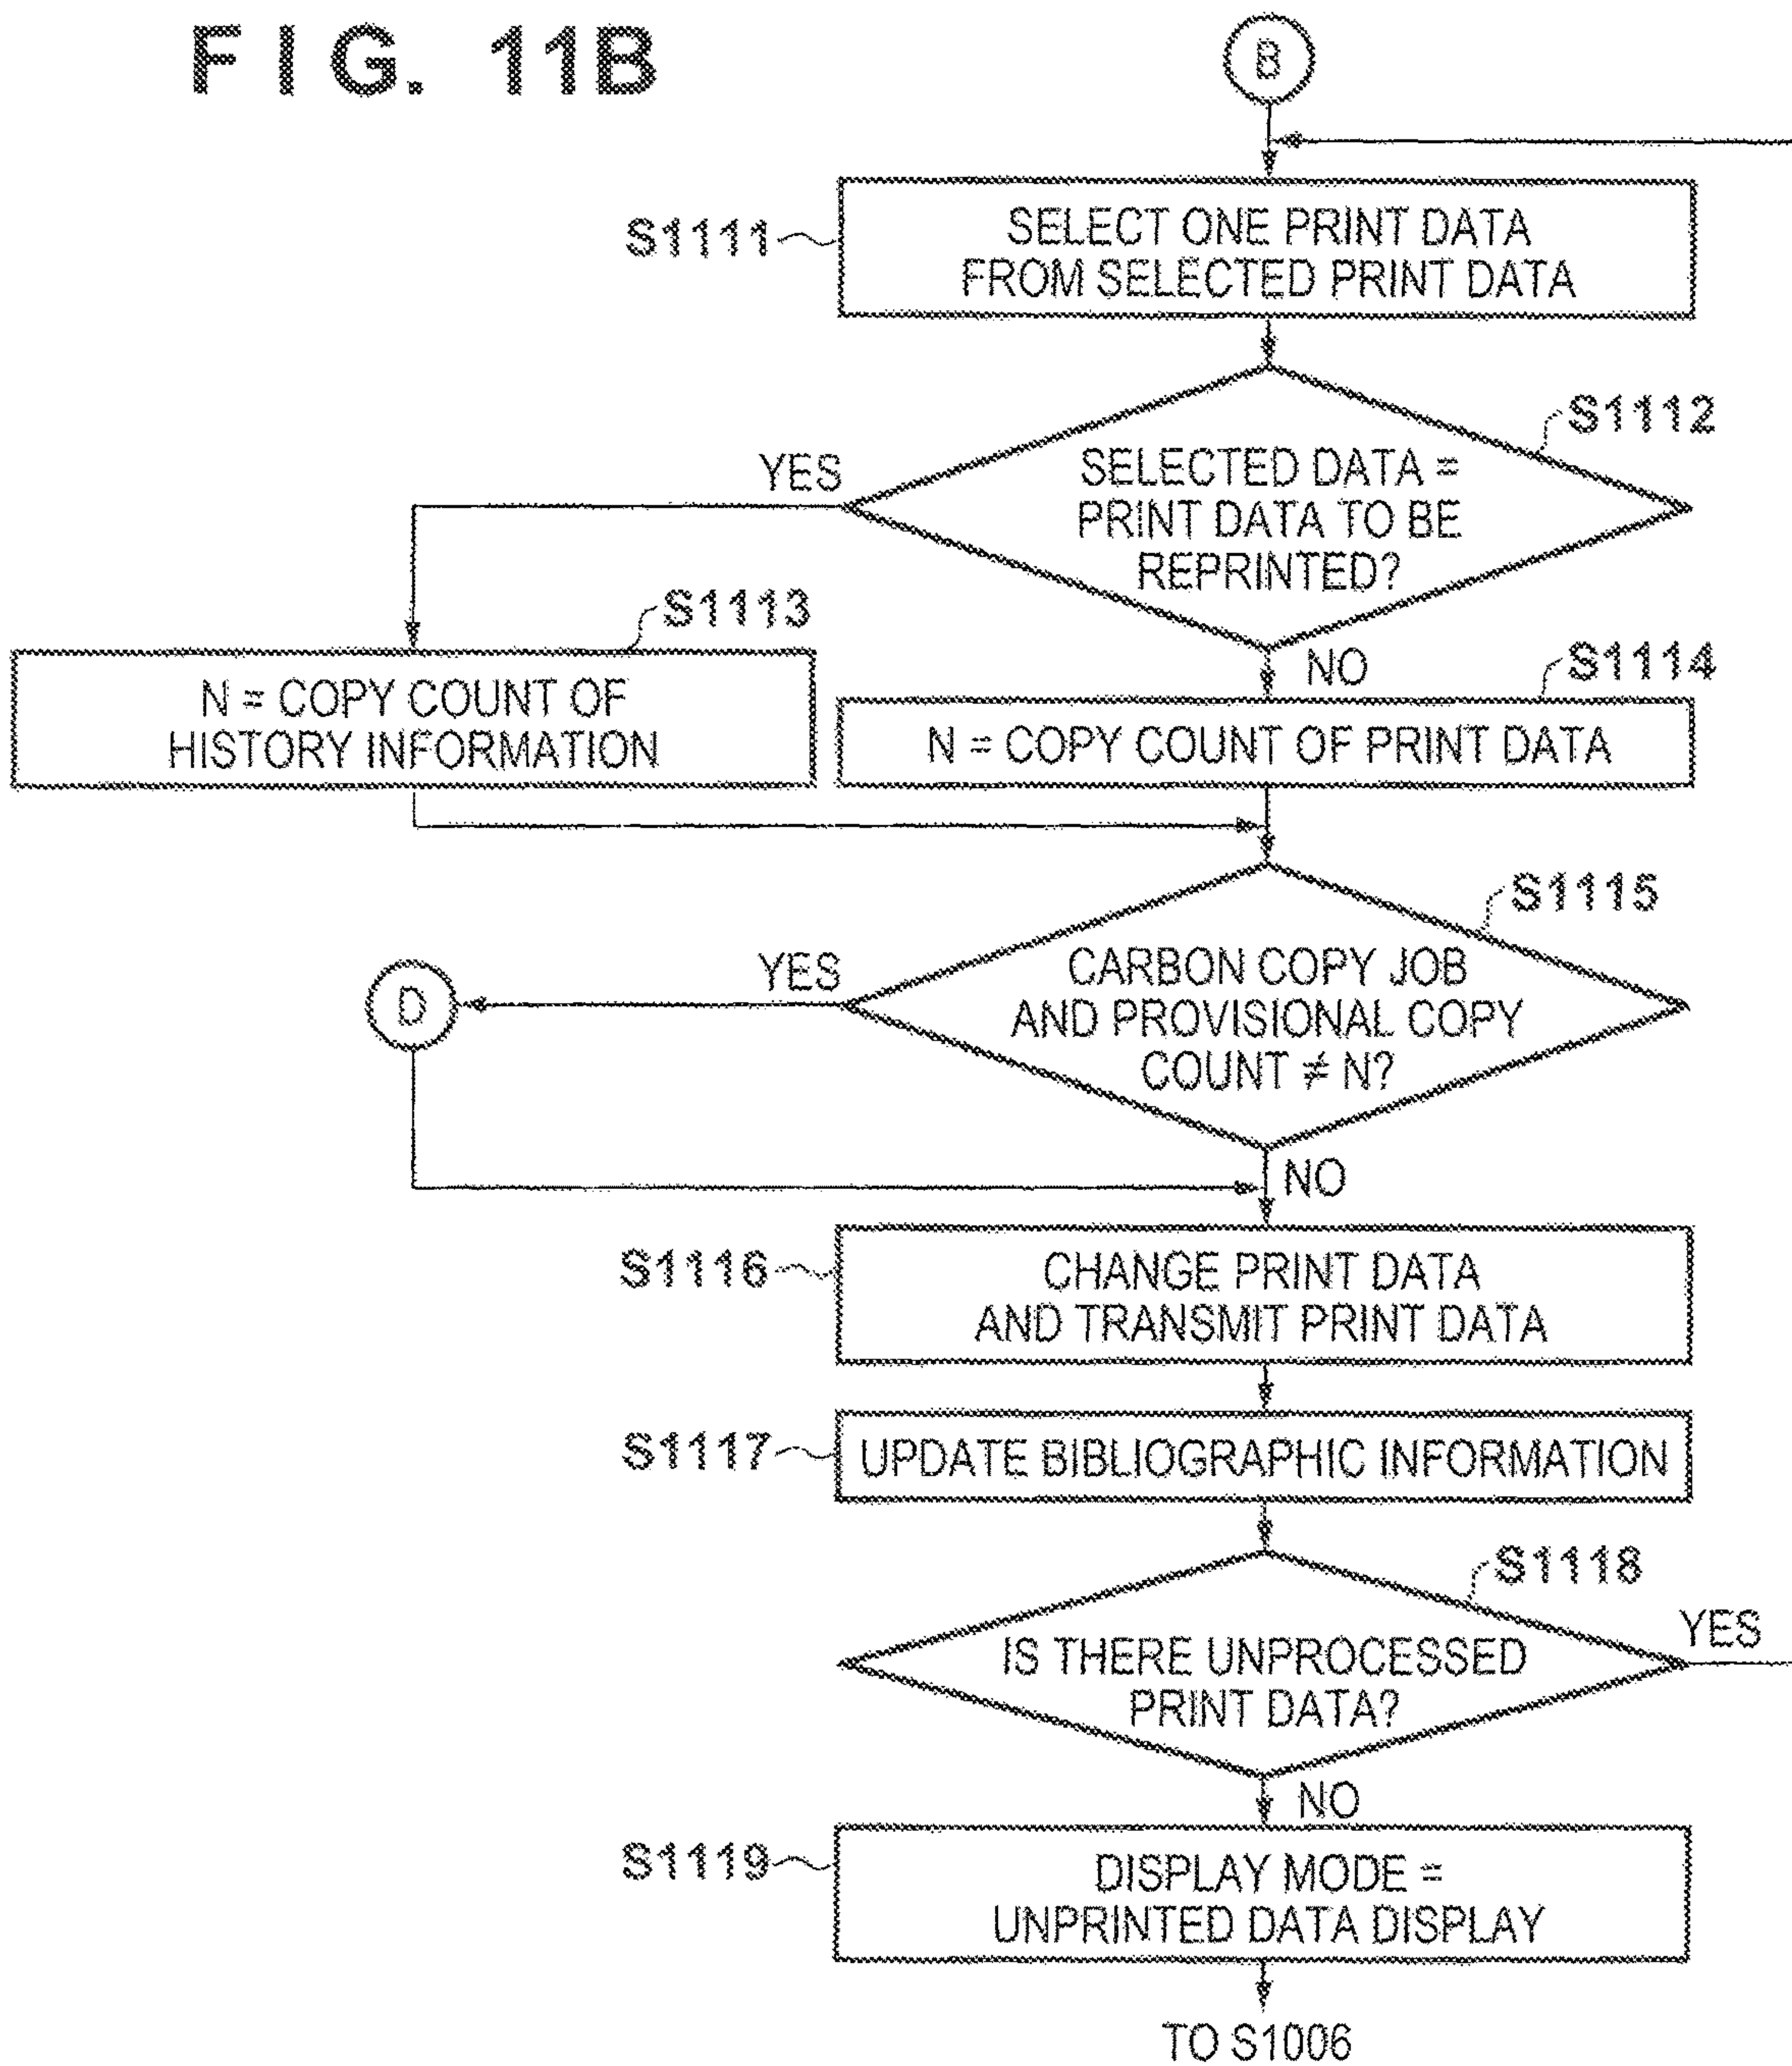 FIG. 11B
B
S1111
SELECT ONE PRINT DATA
FROM SELECTED PRINT DATA
S1112
YES
SELECTED DATA =
PRINT DATA TO BE
REPRINTED?
S1113
NO
S1114
N = COPY COUNT OF
HISTORY INFORMATION
N = COPY COUNT OF PRINT DATA
S1115
D
YES
CARBON COPY JOB
AND PROVISIONAL COPY
COUNT ≠ N?
NO
S1116
CHANGE PRINT DATA
AND TRANSMIT PRINT DATA
S1117
UPDATE BIBLIOGRAPHIC INFORMATION
S1118
YES
IS THERE UNPROCESSED
PRINT DATA?
NO
S1119
DISPLAY MODE =
UNPRINTED DATA DISPLAY
TO S1006